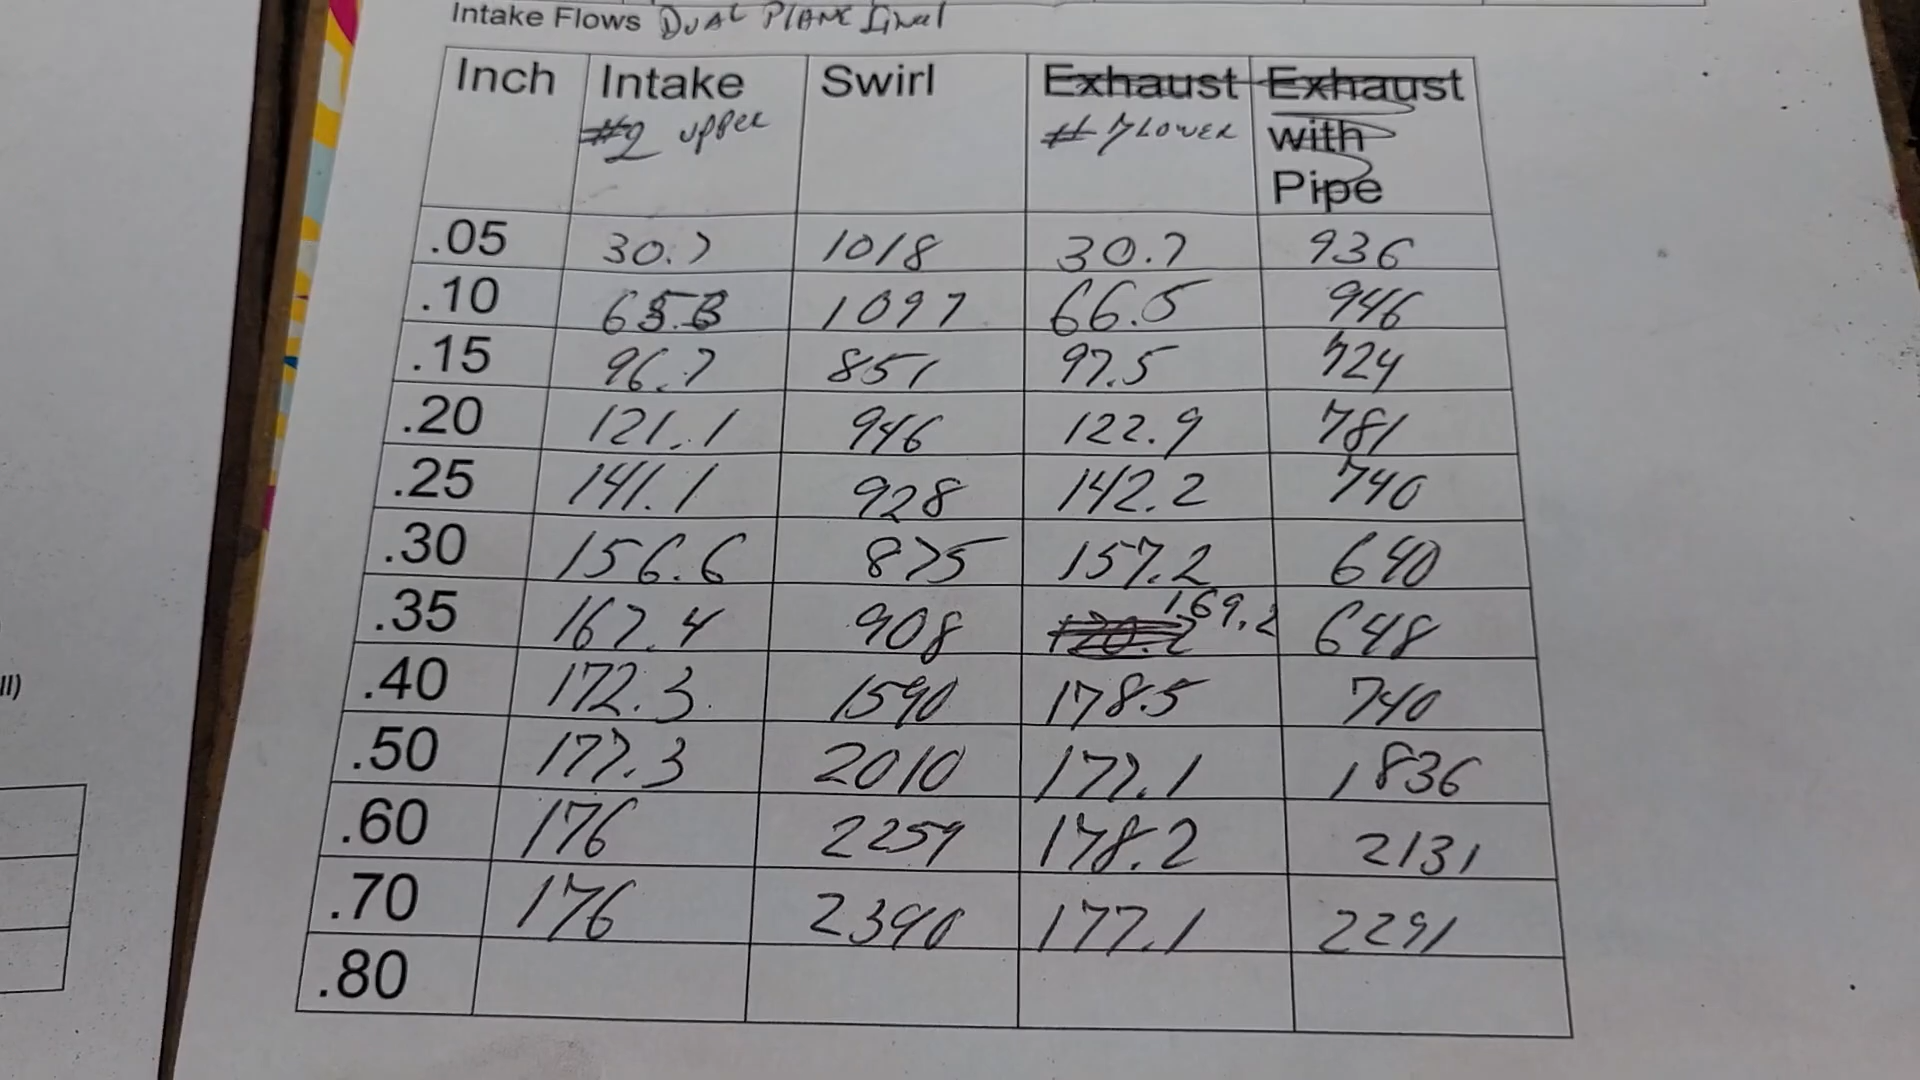 Intake Flows DUAL PLANE final
Inch Intake Swirl Exhaust Exhaust
#2 upper #7 LOWER with
Pipe
.05 30.7 1018 30.7 936
.10 65.3 1097 66.5 946
.15 96.7 851 97.5 724
.20 121.1 946 122.9 781
.25 141.1 928 142.2 740
.30 156.6 875 157.2 640
.35 167.4 908 169.2 648
.40 172.3 1590 178.5 740
.50 177.3 2010 177.1 1836
.60 176 2259 178.2 2131
.70 176 2390 177.1 2291
.80